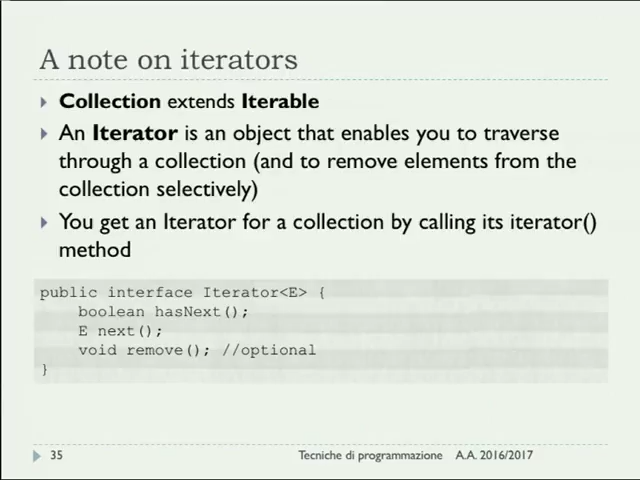 A note on iterators
Collection extends Iterable
An Iterator is an object that enables you to traverse
through a collection (and to remove elements from the
collection selectively)
You get an Iterator for a collection by calling its iterator()
method
public interface Iterator<E> {
boolean hasNext();
E next();
void remove(); //optional
}
35
Tecniche di programmazione A.A. 2016/2017